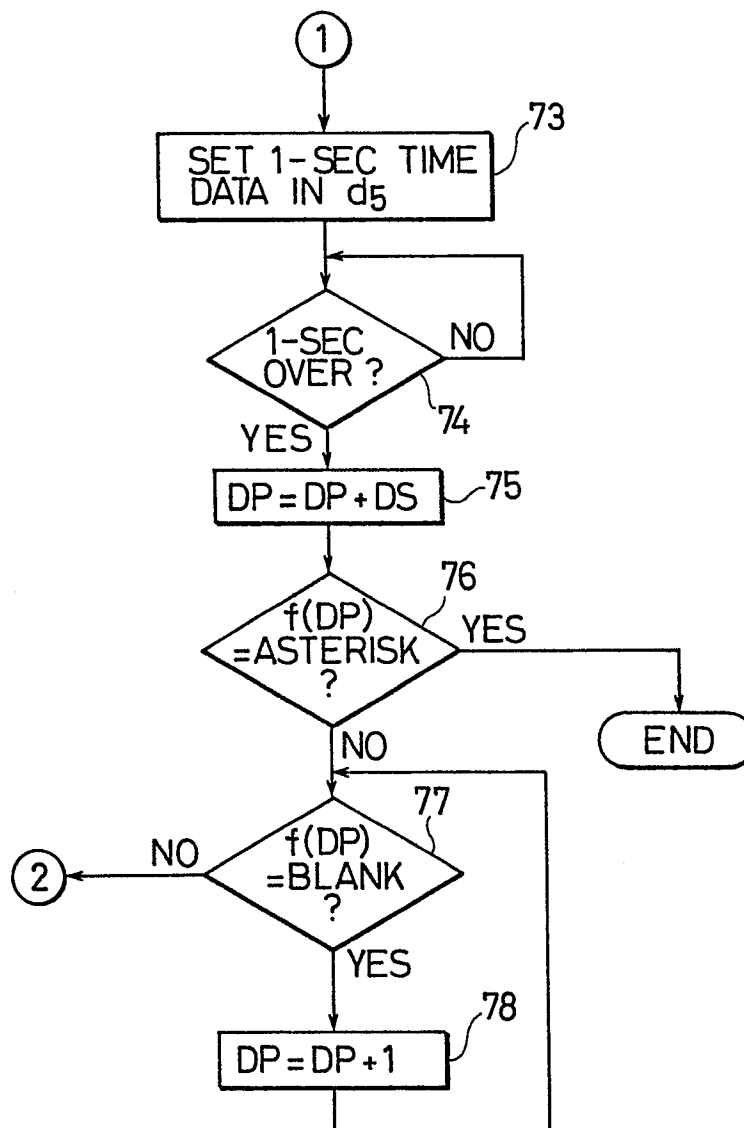 1
73
SET 1-SEC TIME
DATA IN d5
1-SEC
OVER ?
NO
74
YES
DP = DP + DS
75
76
f(DP)
=ASTERISK
?
YES
END
NO
77
f(DP)
=BLANK
?
NO
2
YES
78
DP = DP + 1